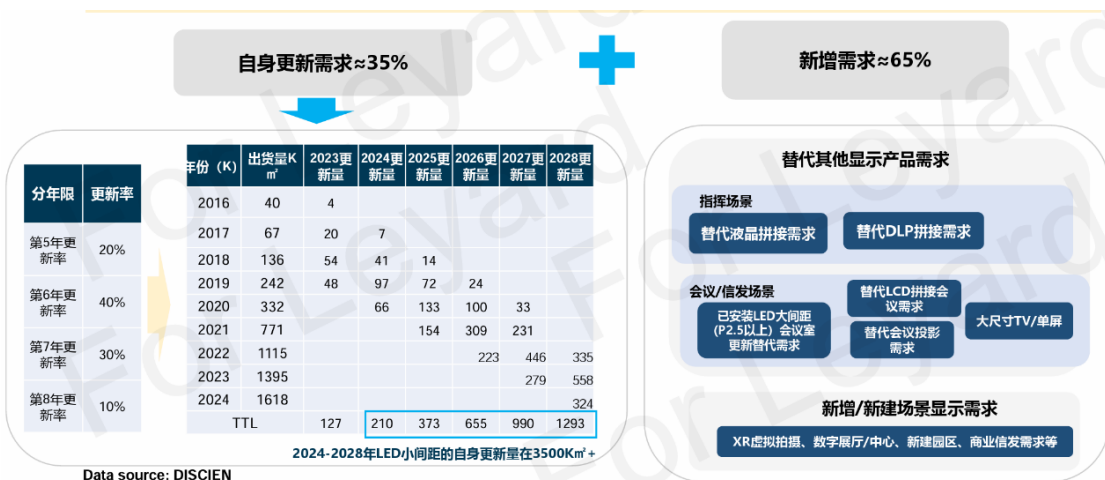 自身更新需求≈35%
新增需求≈65%
分年限 更新率
第5年更新率 20%
第6年更新率 40%
第7年更新率 30%
第8年更新率 10%
年份（K） 出货量K㎡ 2023更新量 2024更新量 2025更新量 2026更新量 2027更新量 2028更新量
2016 40 4
2017 67 20 7
2018 136 54 41 14
2019 242 48 97 72 24
2020 332 66 133 100 33
2021 771 154 309 231
2022 1115 223 446 335
2023 1395 279 558
2024 1618 324
TTL 127 210 373 655 990 1293
2024-2028年LED小间距的自身更新量在3500K㎡+
Data source: DISCIEN
替代其他显示产品需求
指挥场景
替代液晶拼接需求
替代DLP拼接需求
会议/信发场景
已安装LED大间距
（P2.5以上）会议室
更新替代需求
替代LCD拼接会
议需求
替代会议投影
需求
大尺寸TV/单屏
新增/新建场景显示需求
XR虚拟拍摄、数字展厅/中心、新建园区、商业信发需求等
For Leyard
For Leyard
For Leyard